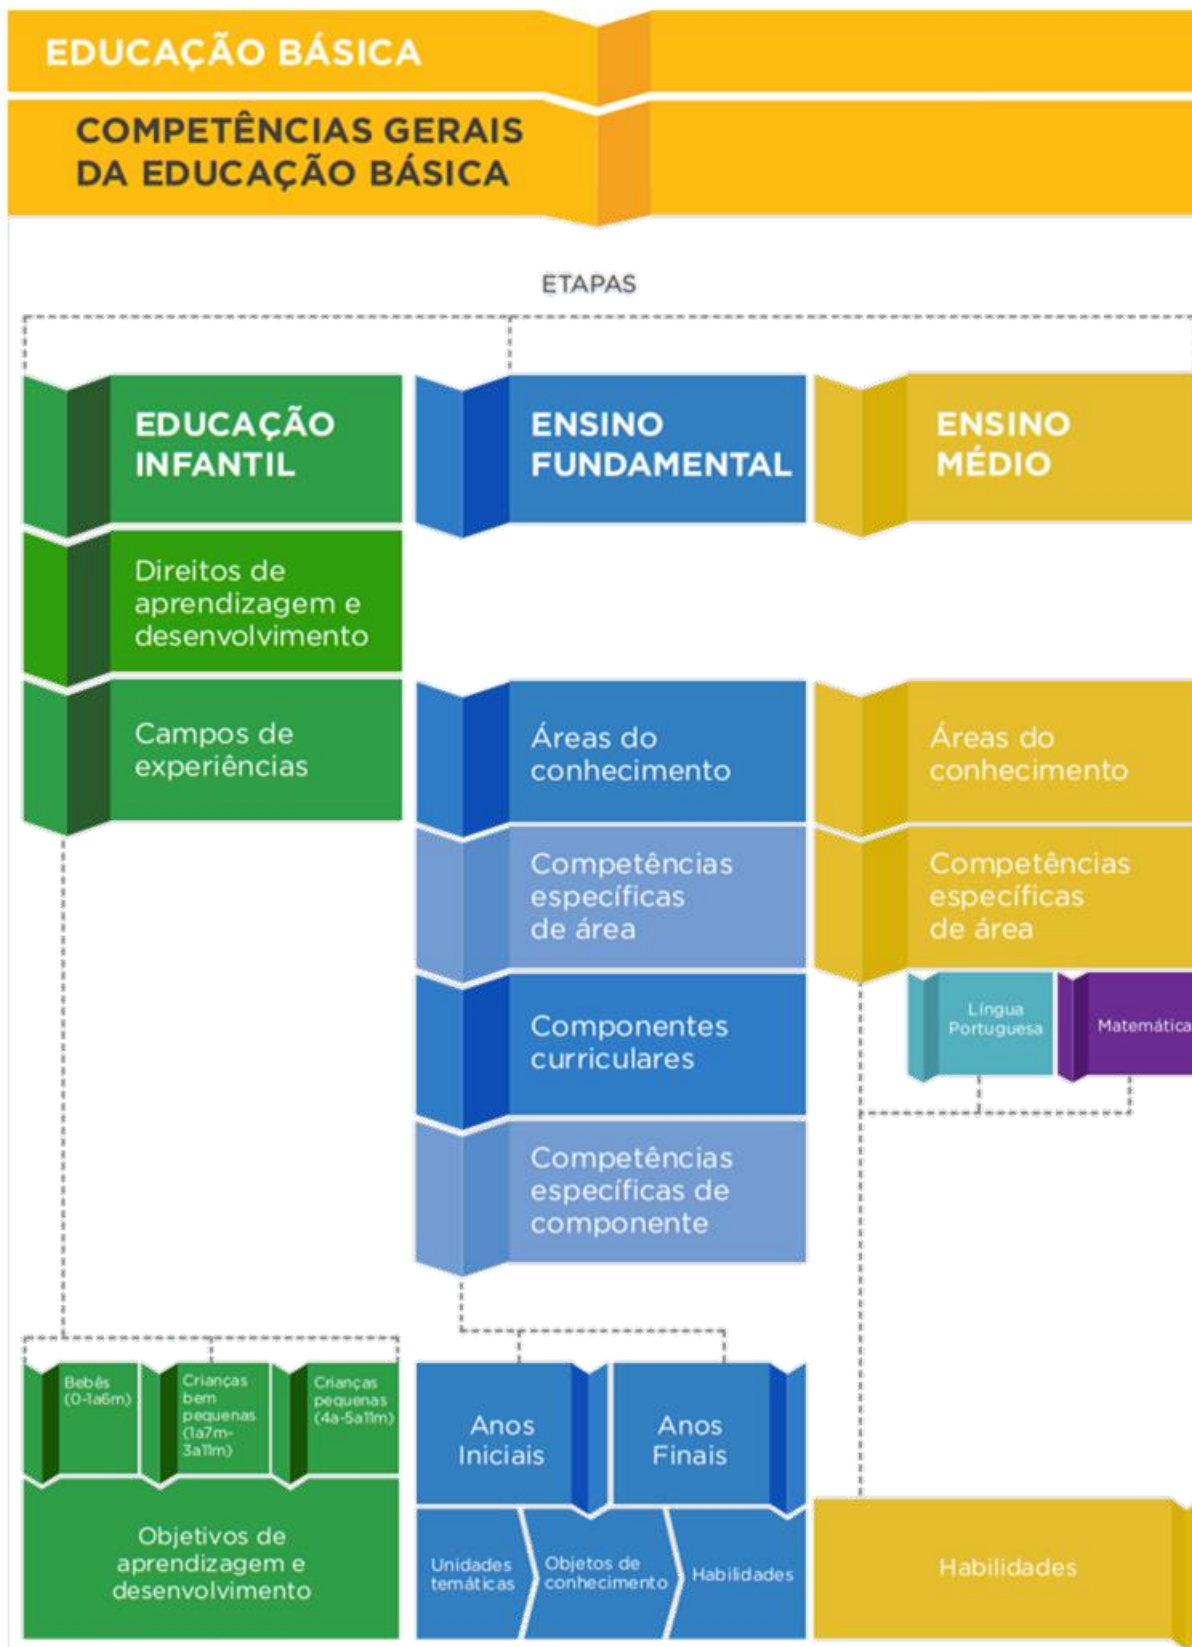 EDUCAÇÃO BÁSICA
COMPETÊNCIAS GERAIS
DA EDUCAÇÃO BÁSICA
ETAPAS
EDUCAÇÃO
INFANTIL
Direitos de
aprendizagem e
desenvolvimento
Campos de
experiências
Bebês
(0-1a6m)
Crianças
bem
pequenas
(1a7m-
3a11m)
Crianças
pequenas
(4a-5a11m)
Objetivos de
aprendizagem e
desenvolvimento
ENSINO
FUNDAMENTAL
Áreas do
conhecimento
Competências
específicas
de área
Componentes
curriculares
Competências
específicas de
componente
Anos
Iniciais
Anos
Finais
Unidades
temáticas
Objetos de
conhecimento
Habilidades
ENSINO
MÉDIO
Áreas do
conhecimento
Competências
específicas
de área
Língua
Portuguesa
Matemática
Habilidades